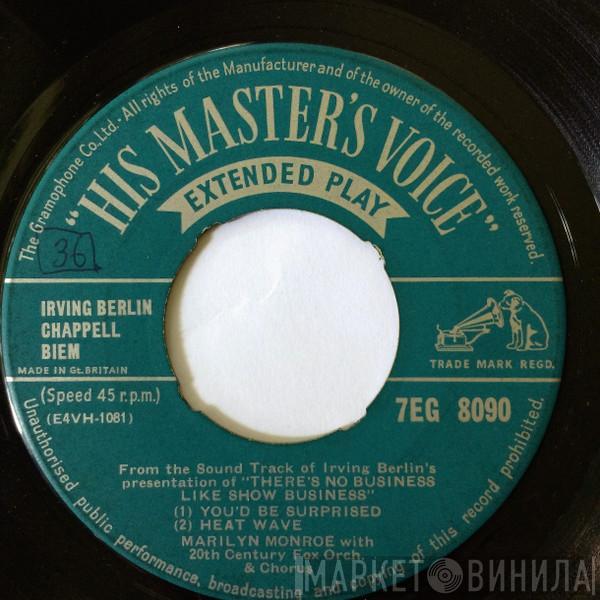 The Gramophone Co., Ltd. - All rights of the Manufacturer and of the owner of the recorded work reserved.
"HIS MASTER'S VOICE"
EXTENDED PLAY
36
IRVING BERLIN
CHAPPELL
BIEM
MADE IN Gt. BRITAIN
TRADE MARK REGD.
(Speed 45 r.p.m.)
(E4VH-1081)
7EG 8090
From the Sound Track of Irving Berlin's
presentation of "THERE'S NO BUSINESS
LIKE SHOW BUSINESS"
(1) YOU'D BE SURPRISED
(2) HEAT WAVE
MARILYN MONROE with
20th Century Fox Orch.
& Chorus
Unauthorised public performance, broadcasting and copying of this record prohibited.
МАРКЕТ ВИНИЛА